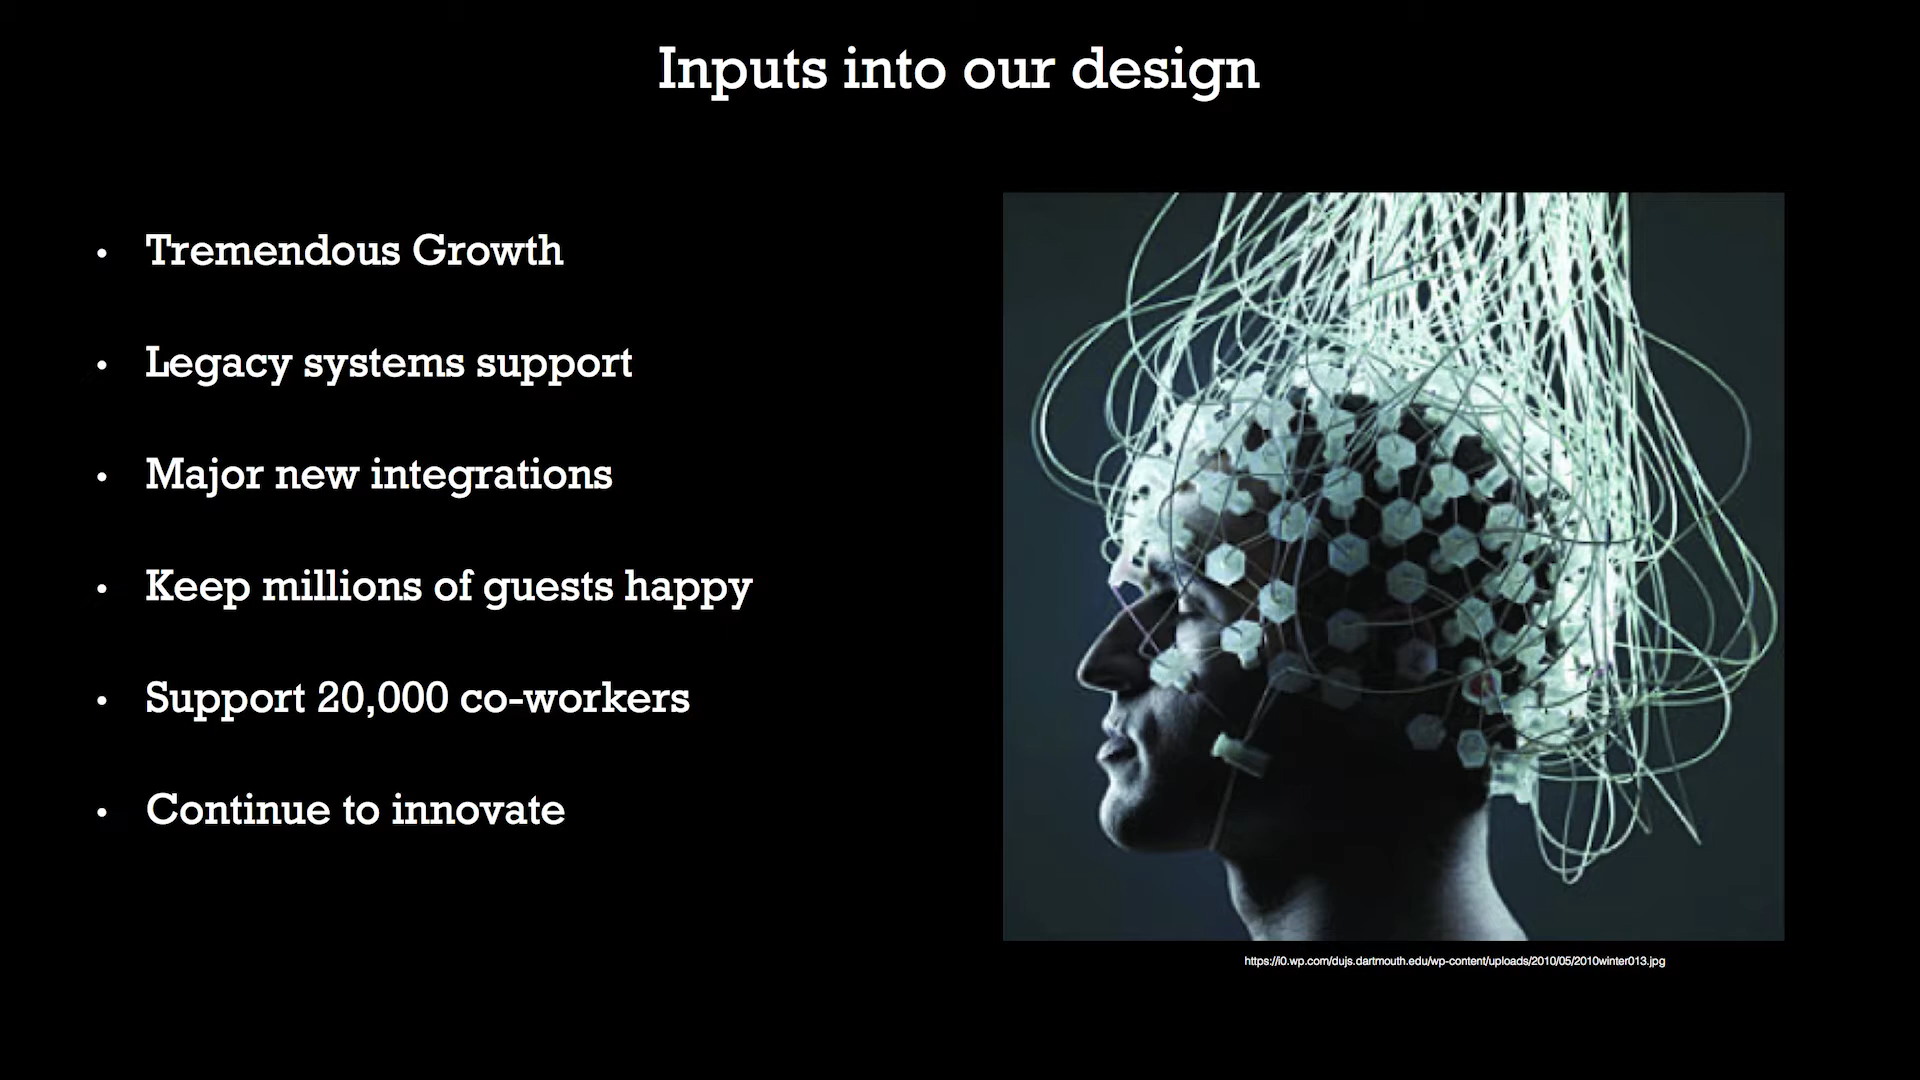 Inputs into our design
• Tremendous Growth
• Legacy systems support
• Major new integrations
• Keep millions of guests happy
• Support 20,000 co-workers
• Continue to innovate
https://i0.wp.com/dujs.dartmouth.edu/wp-content/uploads/2010/05/2010winter013.jpg